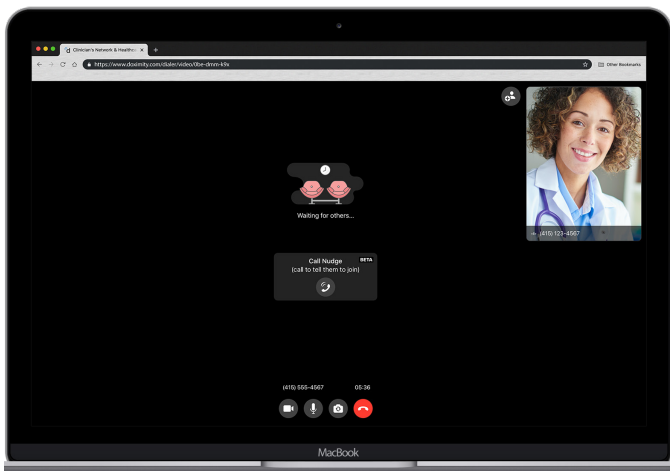 Clinician's Network & Healthc
https://www.doximity.com/dialer/video/0be-dmm-k9x
Other Bookmarks
Waiting for others...
(415) 123-4567
Call Nudge BETA
(call to tell them to join)
(415) 555-4567 05:36
MacBook